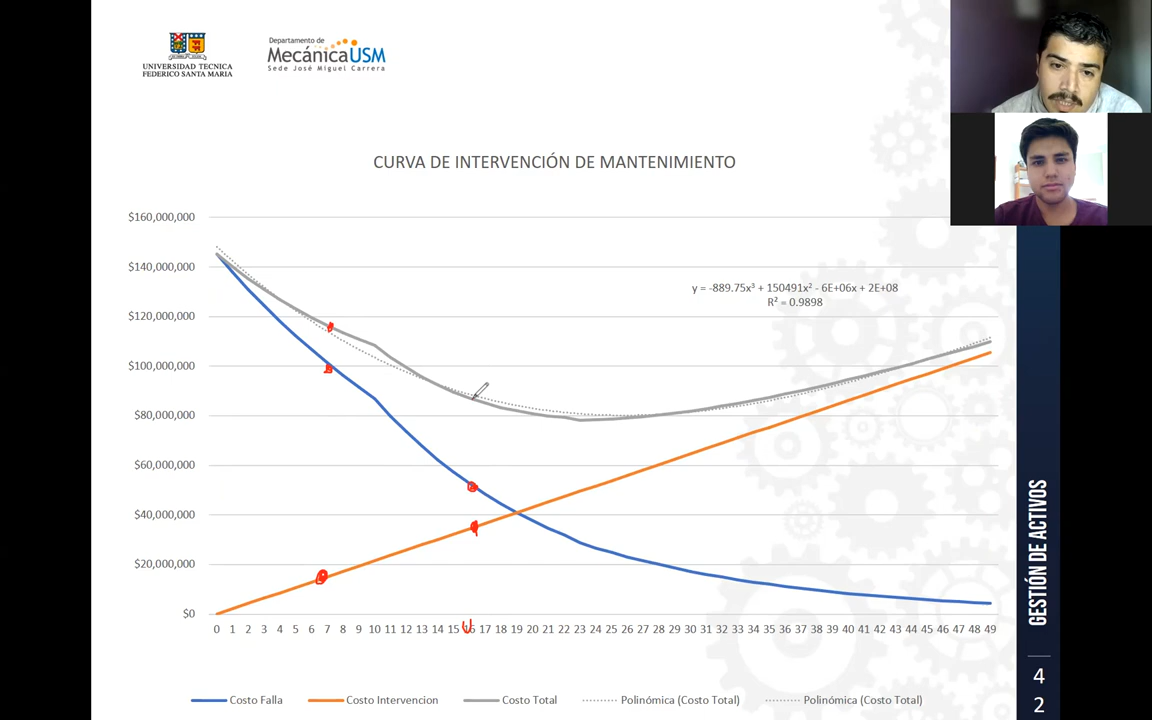 UNIVERSIDAD TECNICA
FEDERICO SANTA MARIA
Departamento de
MecánicaUSM
Sede José Miguel Carrera
CURVA DE INTERVENCIÓN DE MANTENIMIENTO
$160,000,000
$140,000,000
$120,000,000
$100,000,000
$80,000,000
$60,000,000
$40,000,000
$20,000,000
$0
y = -889.75x³ + 150491x² - 6E+06x + 2E+08
R² = 0.9898
0 1 2 3 4 5 6 7 8 9 10 11 12 13 14 15 16 17 18 19 20 21 22 23 24 25 26 27 28 29 30 31 32 33 34 35 36 37 38 39 40 41 42 43 44 45 46 47 48 49
Costo Falla Costo Intervencion Costo Total Polinómica (Costo Total) Polinómica (Costo Total)
GESTIÓN DE ACTIVOS
4
2